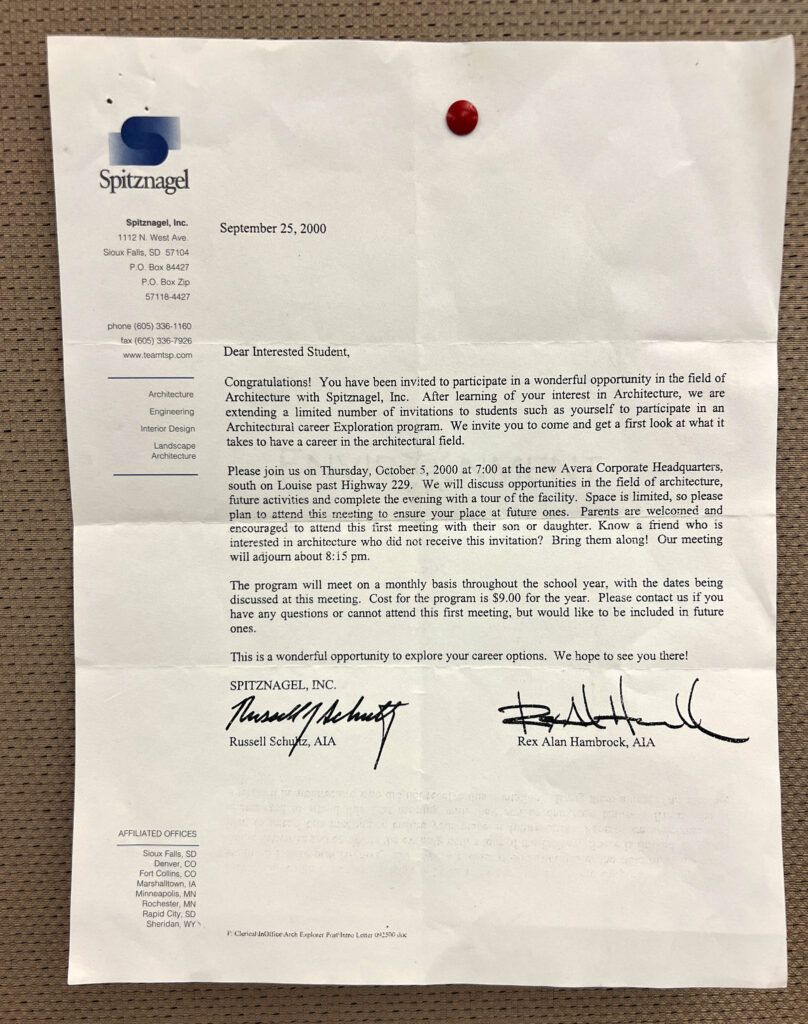 Spitznagel
Spitznagel, Inc.
1112 N. West Ave.
Sioux Falls, SD 57104
P.O. Box 84427
P.O. Box Zip
57118-4427
phone (605) 336-1160
fax (605) 336-7926
www.teamtsp.com
Architecture
Engineering
Interior Design
Landscape
Architecture
September 25, 2000
Dear Interested Student,
Congratulations! You have been invited to participate in a wonderful opportunity in the field of
Architecture with Spitznagel, Inc. After learning of your interest in Architecture, we are
extending a limited number of invitations to students such as yourself to participate in an
Architectural career Exploration program. We invite you to come and get a first look at what it
takes to have a career in the architectural field.
Please join us on Thursday, October 5, 2000 at 7:00 at the new Avera Corporate Headquarters,
south on Louise past Highway 229. We will discuss opportunities in the field of architecture,
future activities and complete the evening with a tour of the facility. Space is limited, so please
plan to attend this meeting to ensure your place at future ones. Parents are welcomed and
encouraged to attend this first meeting with their son or daughter. Know a friend who is
interested in architecture who did not receive this invitation? Bring them along! Our meeting
will adjourn about 8:15 pm.
The program will meet on a monthly basis throughout the school year, with the dates being
discussed at this meeting. Cost for the program is $9.00 for the year. Please contact us if you
have any questions or cannot attend this first meeting, but would like to be included in future
ones.
This is a wonderful opportunity to explore your career options. We hope to see you there!
SPITZNAGEL, INC.
Russell J Schultz
Rex Alan Hambrock
Russell Schultz, AIA
Rex Alan Hambrock, AIA
AFFILIATED OFFICES
Sioux Falls, SD
Denver, CO
Fort Collins, CO
Marshalltown, IA
Minneapolis, MN
Rochester, MN
Rapid City, SD
Sheridan, WY
F:\Clerical\InOffice\Arch Explorer Post\Intro Letter 092500.doc